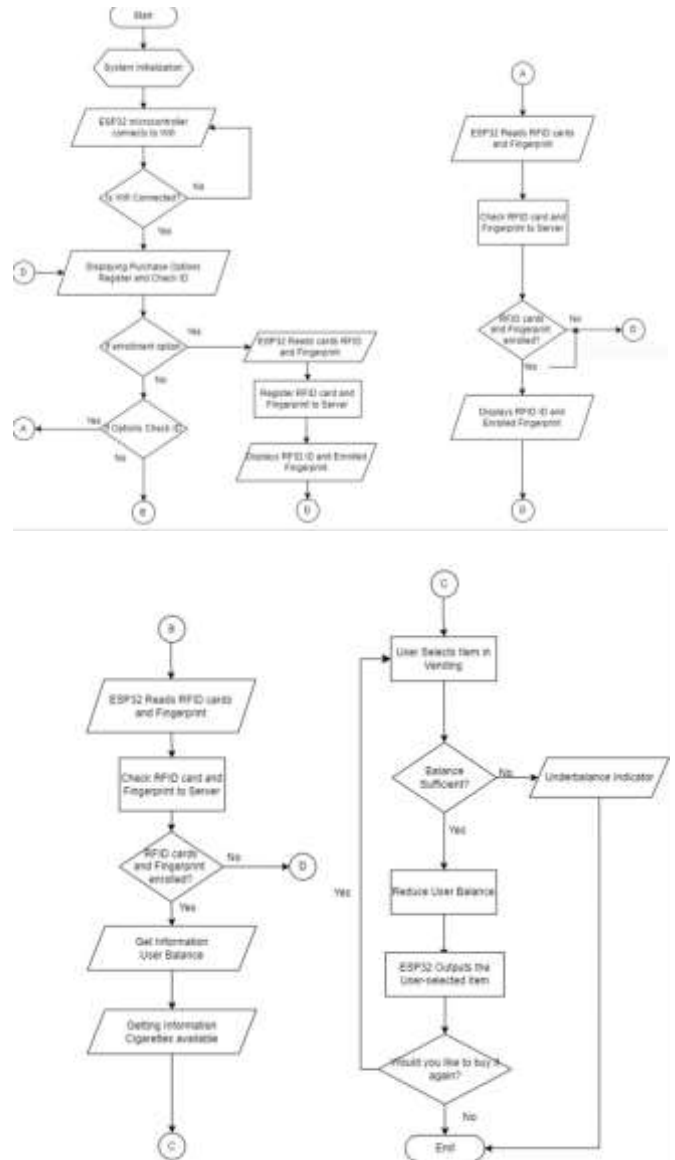 Start
System Initialization
ESP32 microcontroller
connects to Wifi
Is Wifi Connected?
No
Yes
D
Displaying Purchase Options
Register and Check ID
If enrollment option
Yes
No
ESP32 Reads cards RFID
and Fingerprint
Register RFID card and
Fingerprint to Server
Displays RFID ID and Enrolled
Fingerprint
D
A
Yes
If Options Check ID
No
B
A
ESP32 Reads RFID cards
and Fingerprint
Check RFID card and
Fingerprint to Server
RFID cards
and Fingerprint
enrolled?
No
Yes
Displays RFID ID and
Enrolled Fingerprint
B
ESP32 Reads RFID cards
and Fingerprint
Check RFID card and
Fingerprint to Server
RFID cards
and Fingerprint
enrolled?
No
D
Yes
Get Information
User Balance
Getting Information
Cigarettes available
C
C
User Selects Item in
Vending
Balance
Sufficient?
No
Underbalance Indicator
Yes
Reduce User Balance
ESP32 Outputs the
User-selected Item
Would you like to buy it
again?
Yes
No
End